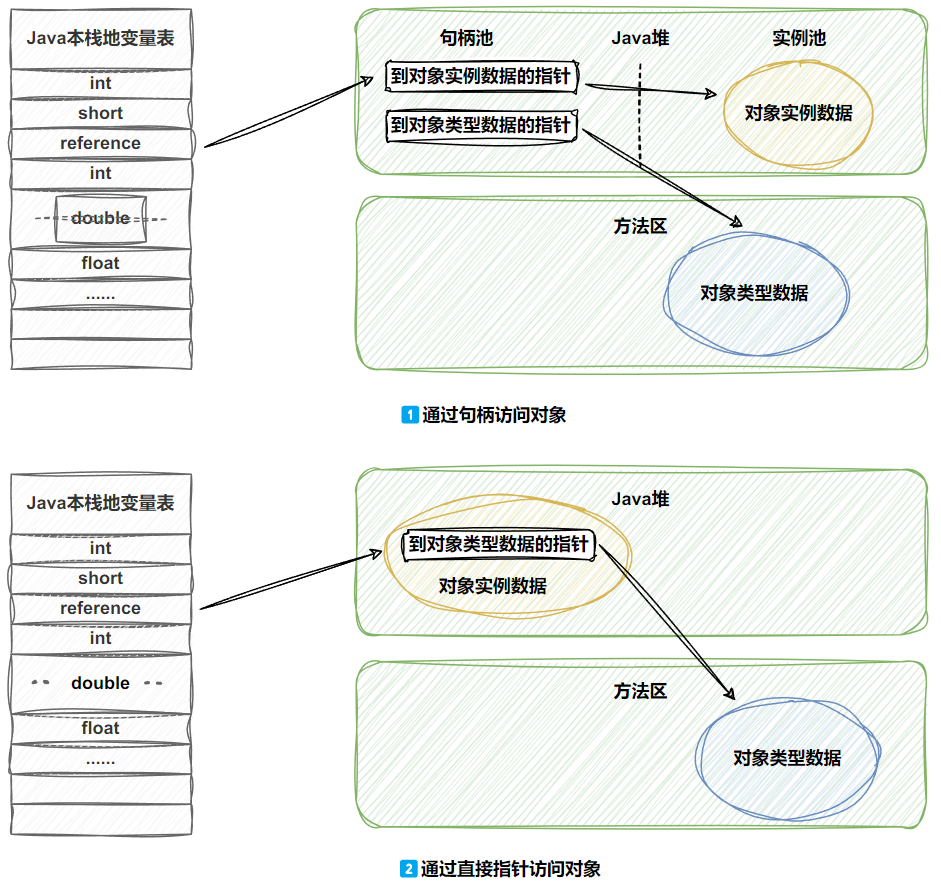 Java本栈地变量表
int
short
reference
int
double
float
......
句柄池
Java堆
实例池
到对象实例数据的指针
到对象类型数据的指针
对象实例数据
方法区
对象类型数据
1 通过句柄访问对象
Java本栈地变量表
int
short
reference
int
double
float
......
Java堆
到对象类型数据的指针
对象实例数据
方法区
对象类型数据
2 通过直接指针访问对象